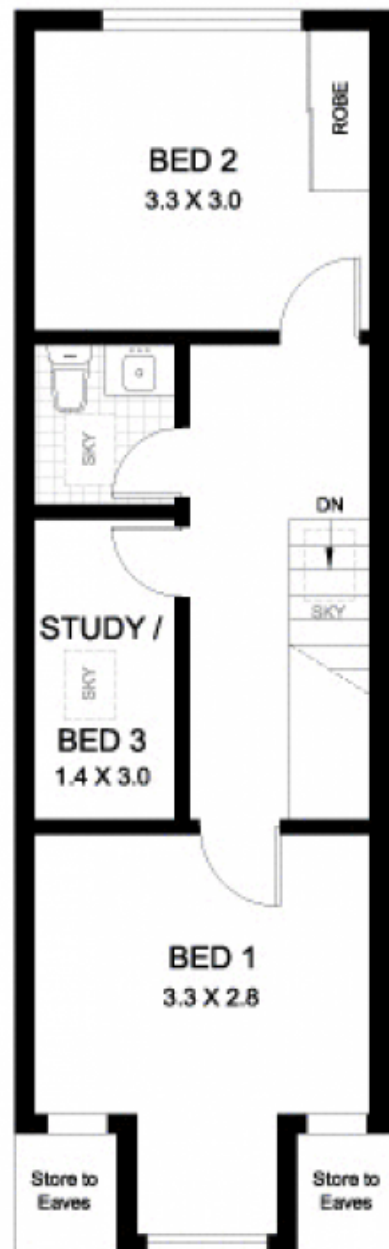 ROBE
BED 2
3.3 X 3.0
SKY
DN
SKY
STUDY /
SKY
BED 3
1.4 X 3.0
BED 1
3.3 X 2.8
Store to
Eaves
Store to
Eaves